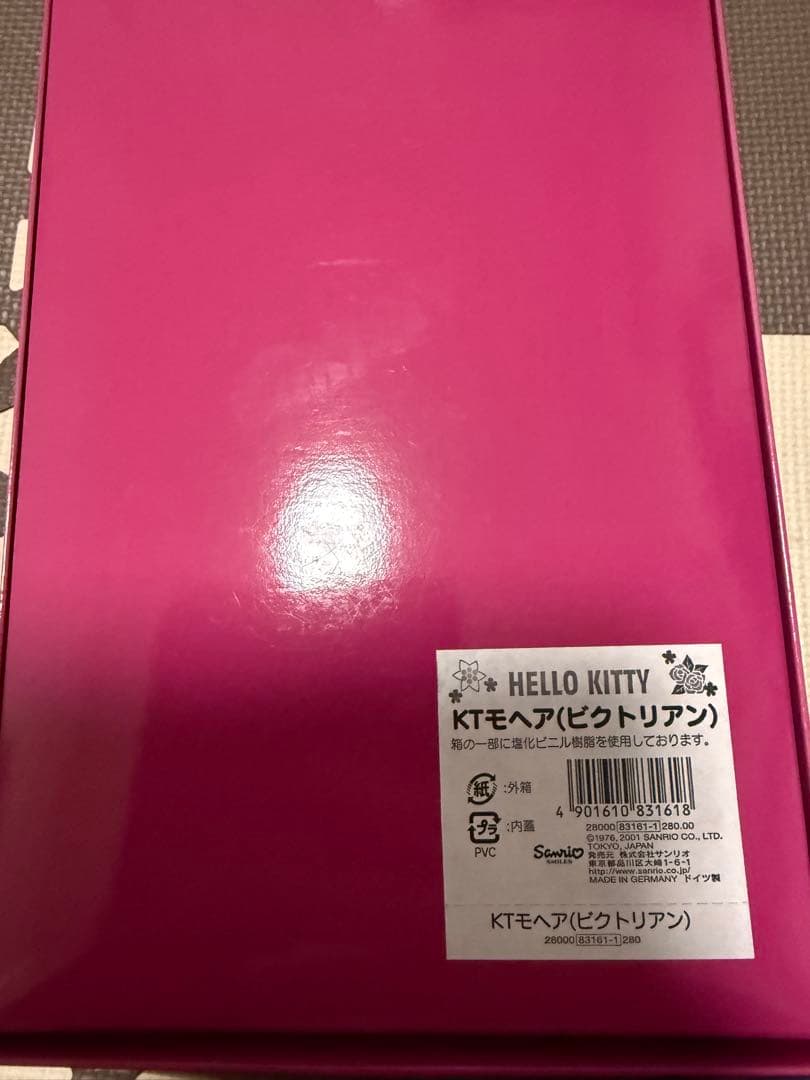 HELLO KITTY
KTモヘア(ビクトリアン)
箱の一部に塩化ビニル樹脂を使用しております。
紙 :外箱
プラ :内蓋
PVC
4 901610 831618
28000 83161-1 280.00
©1976, 2001 SANRIO CO., LTD.
TOKYO, JAPAN
Sanrio
SMILES
発売元 株式会社サンリオ
東京都品川区大崎1-6-1
http://www.sanrio.co.jp/
MADE IN GERMANY ドイツ製
KTモヘア(ビクトリアン)
28000 83161-1 280